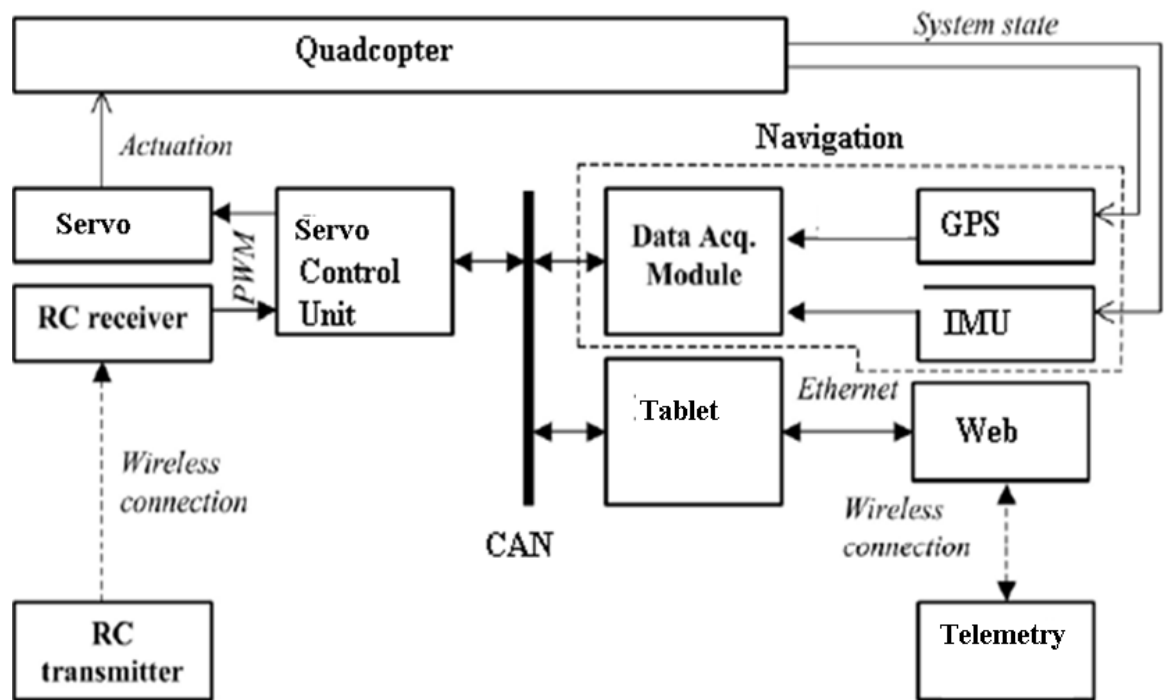 System state
Quadcopter
Navigation
Actuation
Servo
PWM
Servo
Control
Unit
Data Acq.
Module
GPS
RC receiver
IMU
Tablet
Ethernet
Web
Wireless
connection
CAN
Wireless
connection
RC
transmitter
Telemetry